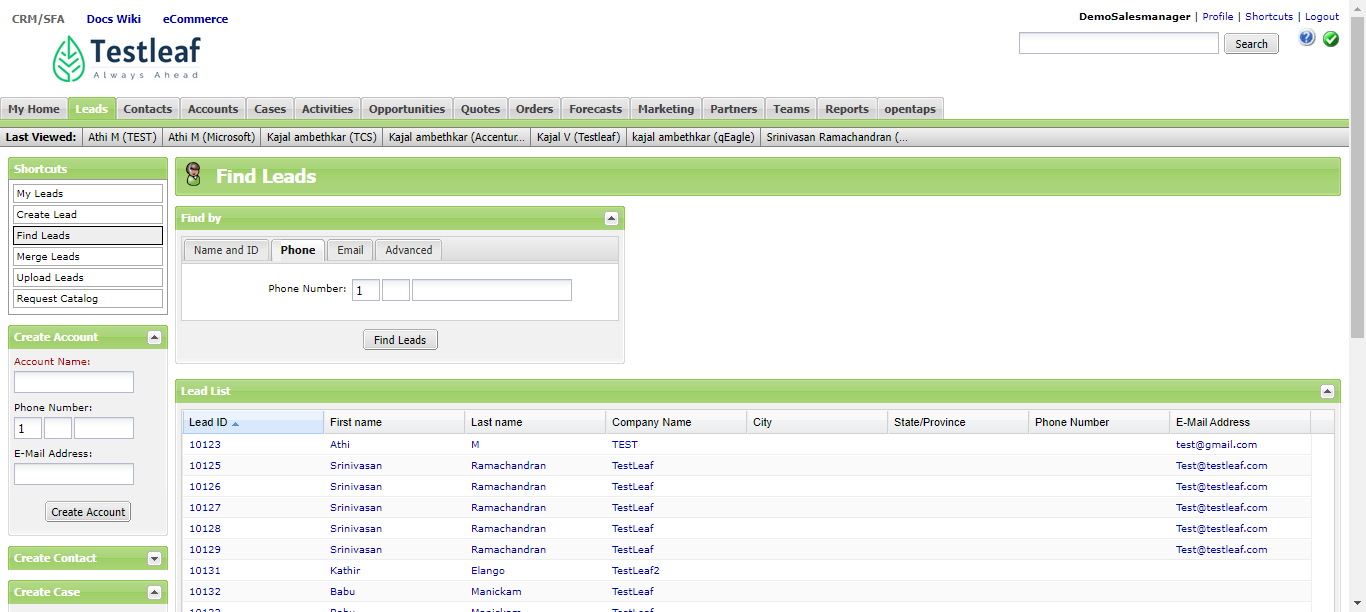 CRM/SFA Docs Wiki eCommerce
DemoSalesmanager | Profile | Shortcuts | Logout
Testleaf
Always Ahead
Search
My Home Leads Contacts Accounts Cases Activities Opportunities Quotes Orders Forecasts Marketing Partners Teams Reports opentaps
Last Viewed: Athi M (TEST) Athi M (Microsoft) Kajal ambethkar (TCS) Kajal ambethkar (Accentur... Kajal V (Testleaf) kajal ambethkar (qEagle) Srinivasan Ramachandran (...
Shortcuts
My Leads
Create Lead
Find Leads
Merge Leads
Upload Leads
Request Catalog
Create Account
Account Name:
Phone Number:
1
E-Mail Address:
Create Account
Create Contact
Create Case
Find Leads
Find by
Name and ID Phone Email Advanced
Phone Number: 1
Find Leads
Lead List
Lead ID First name Last name Company Name City State/Province Phone Number E-Mail Address
10123 Athi M TEST test@gmail.com
10125 Srinivasan Ramachandran TestLeaf Test@testleaf.com
10126 Srinivasan Ramachandran TestLeaf Test@testleaf.com
10127 Srinivasan Ramachandran TestLeaf Test@testleaf.com
10128 Srinivasan Ramachandran TestLeaf Test@testleaf.com
10129 Srinivasan Ramachandran TestLeaf Test@testleaf.com
10131 Kathir Elango TestLeaf2
10132 Babu Manickam TestLeaf
10133 Babu Manickam TestLeaf